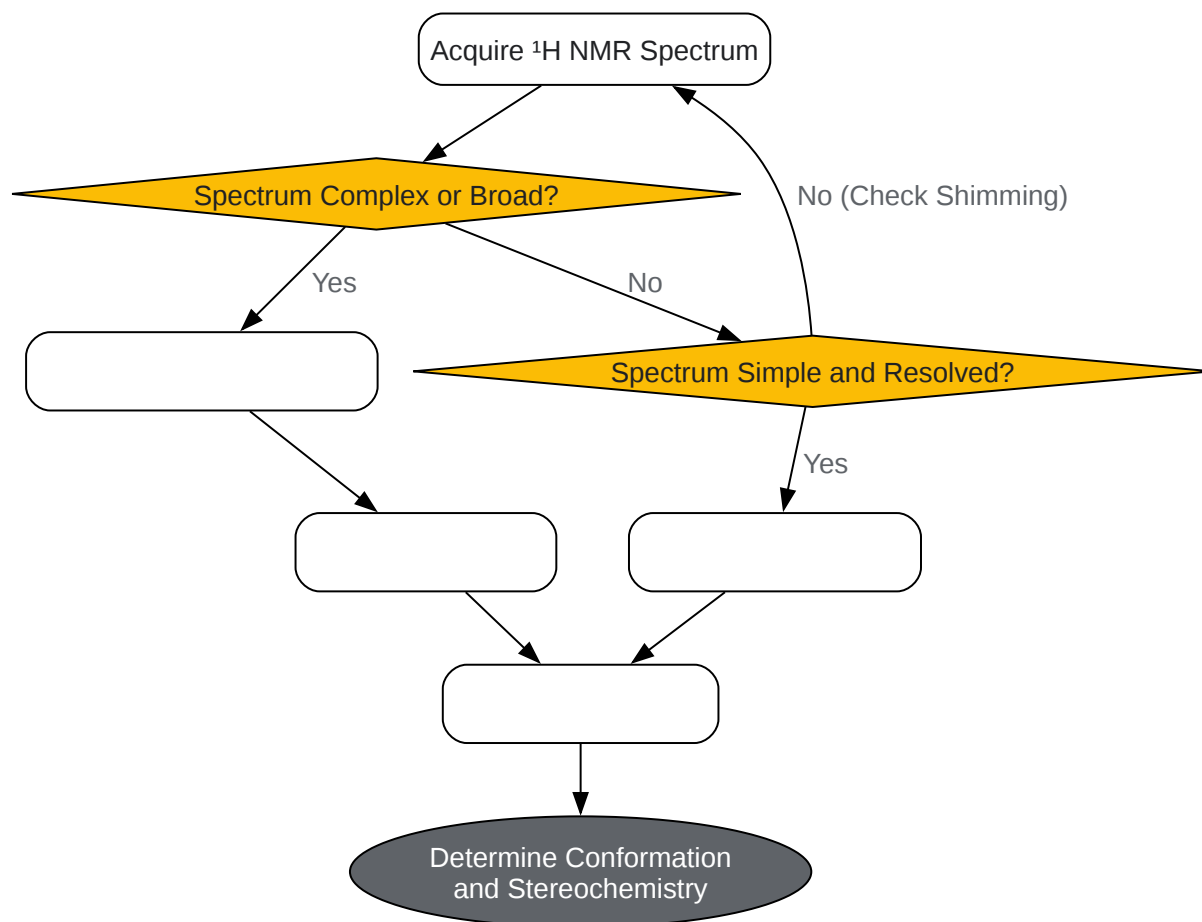 Acquire ¹H NMR Spectrum
Spectrum Complex or Broad?
No (Check Shimming)
Yes
No
Spectrum Simple and Resolved?
Yes
Determine Conformation
and Stereochemistry